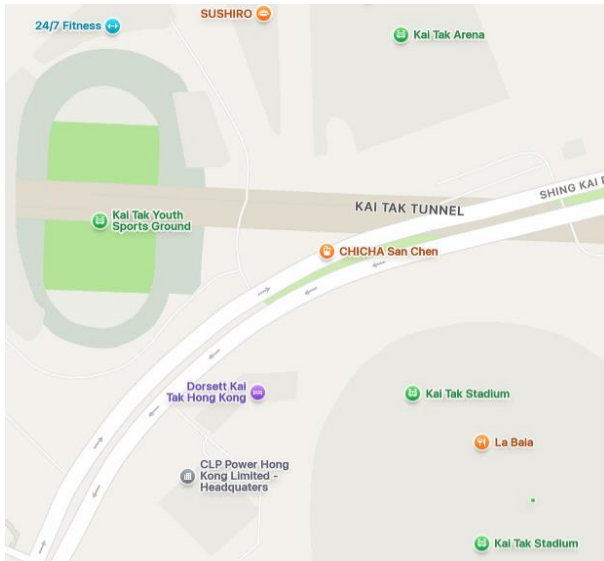 SUSHIRO
24/7 Fitness
Kai Tak Arena
SHING KAI R
KAI TAK TUNNEL
Kai Tak Youth
Sports Ground
CHICHA San Chen
Dorsett Kai
Tak Hong Kong
Kai Tak Stadium
La Baia
CLP Power Hong
Kong Limited -
Headquaters
Kai Tak Stadium